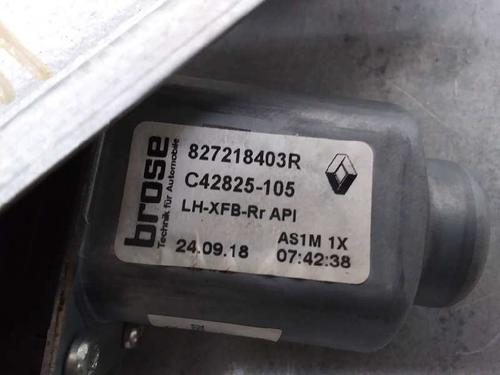 brose
Technik für Automobile
827218403R
C42825-105
LH-XFB-Rr API
AS1M 1X
24.09.18
07:42:38